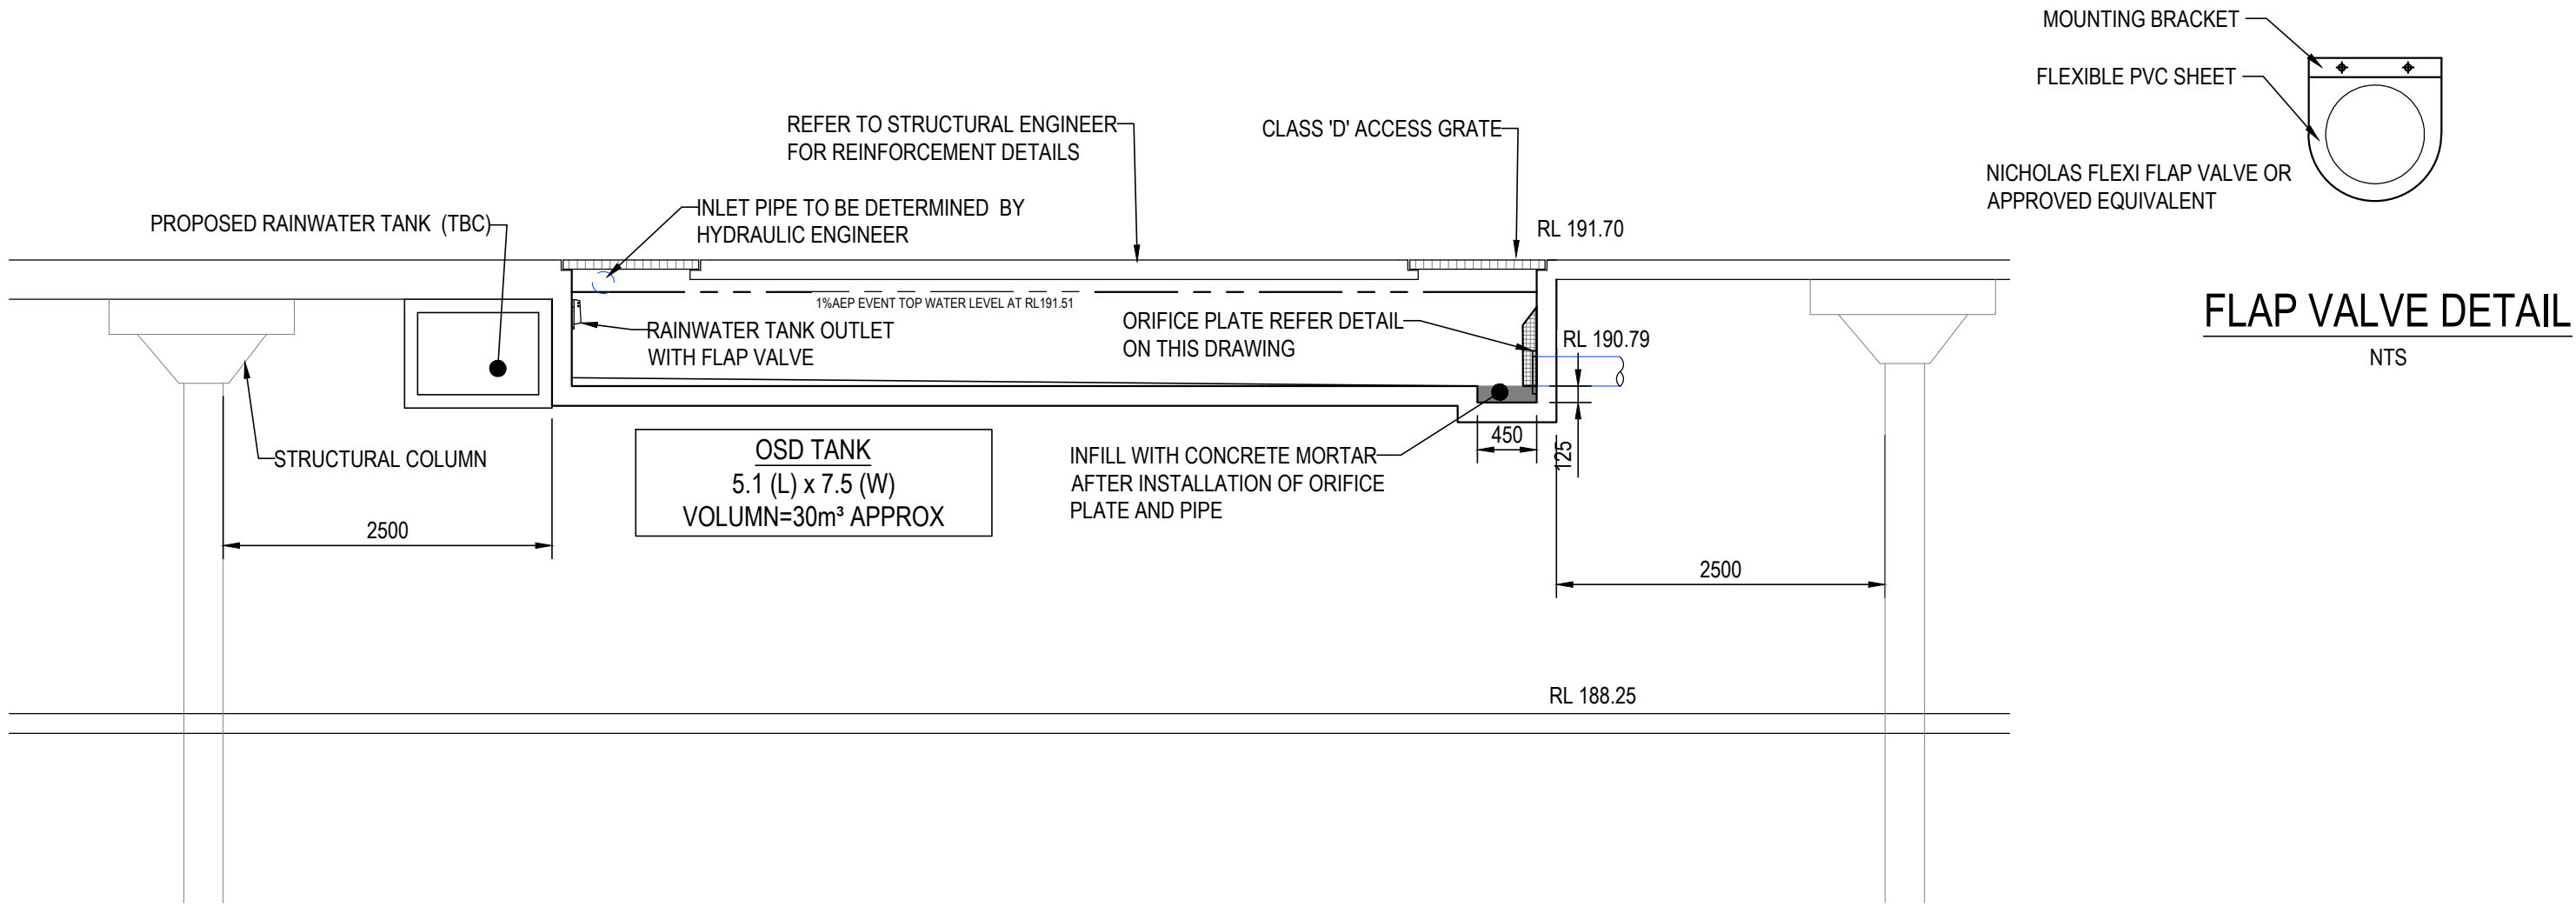 MOUNTING BRACKET
FLEXIBLE PVC SHEET
NICHOLAS FLEXI FLAP VALVE OR
APPROVED EQUIVALENT
FLAP VALVE DETAIL
NTS
REFER TO STRUCTURAL ENGINEER
FOR REINFORCEMENT DETAILS
CLASS 'D' ACCESS GRATE
INLET PIPE TO BE DETERMINED BY
HYDRAULIC ENGINEER
PROPOSED RAINWATER TANK (TBC)
RL 191.70
1%AEP EVENT TOP WATER LEVEL AT RL191.51
RAINWATER TANK OUTLET
WITH FLAP VALVE
ORIFICE PLATE REFER DETAIL
ON THIS DRAWING
RL 190.79
STRUCTURAL COLUMN
OSD TANK
5.1 (L) x 7.5 (W)
VOLUMN=30m³ APPROX
INFILL WITH CONCRETE MORTAR
AFTER INSTALLATION OF ORIFICE
PLATE AND PIPE
450
125
2500
2500
RL 188.25